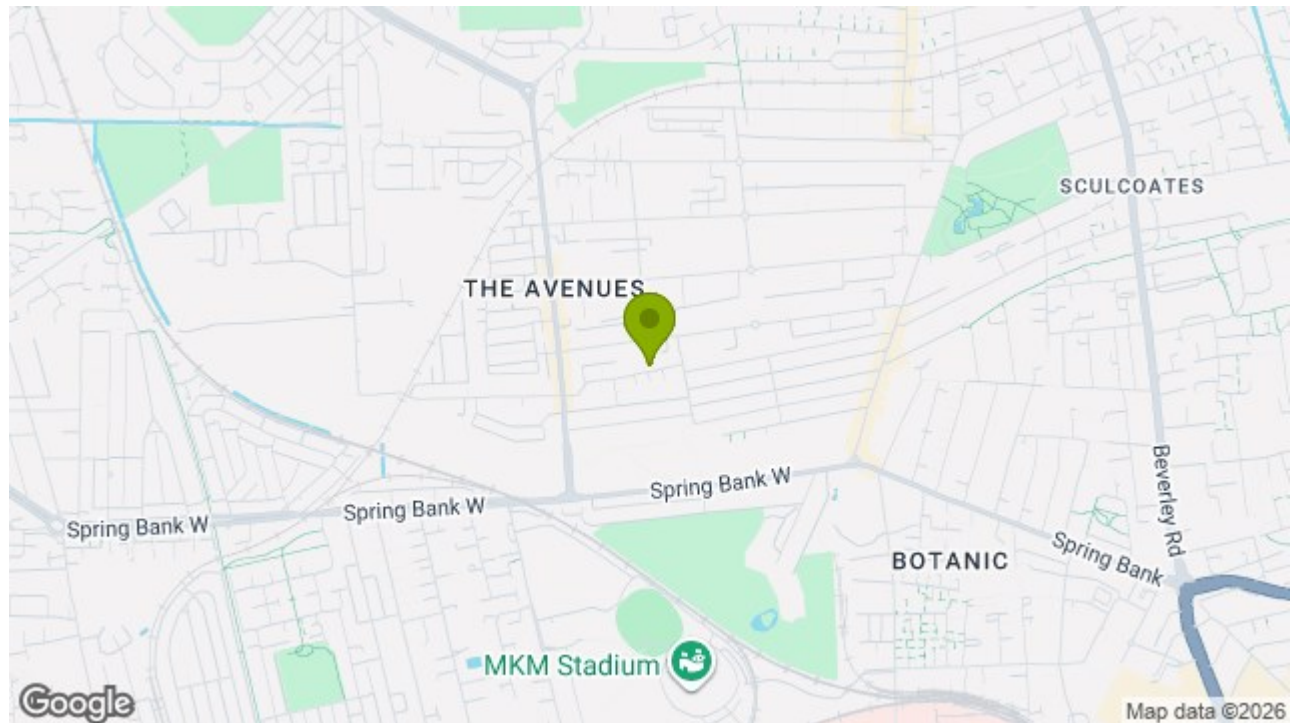 SCULCOATES
THE AVENUES
Spring Bank W
Spring Bank W
Spring Bank W
Beverley Rd
Spring Bank
BOTANIC
MKM Stadium
Google
Map data ©2026